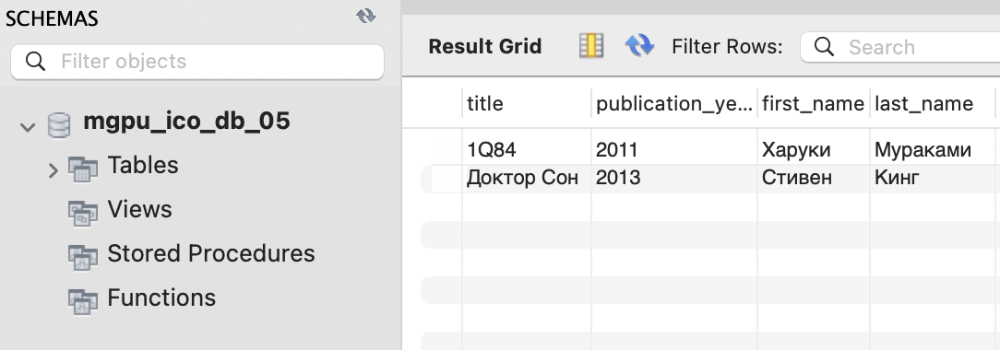 SCHEMAS
Filter objects
mgpu_ico_db_05
Tables
Views
Stored Procedures
Functions
Result Grid Filter Rows: Search
title publication_ye... first_name last_name
1Q84 2011 Харуки Мураками
Доктор Сон 2013 Стивен Кинг